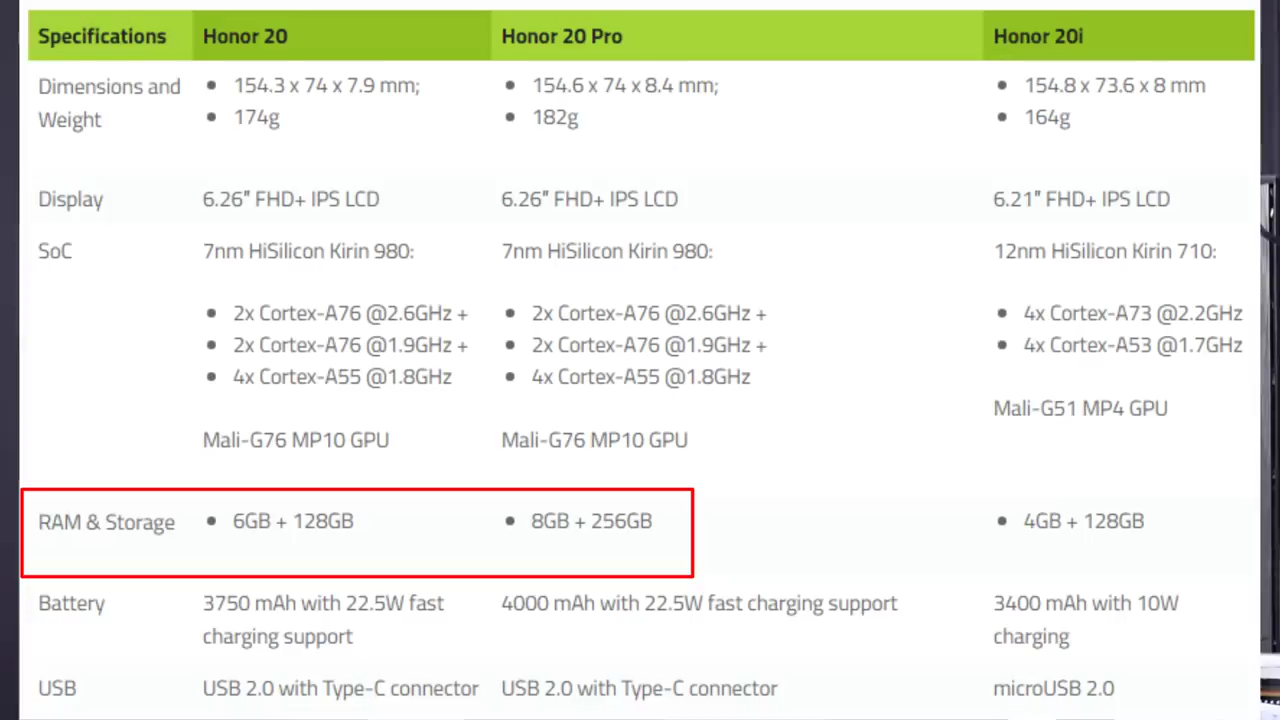 Specifications Honor 20 Honor 20 Pro Honor 20i
Dimensions and Weight
154.3 x 74 x 7.9 mm;
174g
154.6 x 74 x 8.4 mm;
182g
154.8 x 73.6 x 8 mm
164g
Display 6.26" FHD+ IPS LCD 6.26" FHD+ IPS LCD 6.21" FHD+ IPS LCD
SoC
7nm HiSilicon Kirin 980:
2x Cortex-A76 @2.6GHz +
2x Cortex-A76 @1.9GHz +
4x Cortex-A55 @1.8GHz
Mali-G76 MP10 GPU
7nm HiSilicon Kirin 980:
2x Cortex-A76 @2.6GHz +
2x Cortex-A76 @1.9GHz +
4x Cortex-A55 @1.8GHz
Mali-G76 MP10 GPU
12nm HiSilicon Kirin 710:
4x Cortex-A73 @2.2GHz
4x Cortex-A53 @1.7GHz
Mali-G51 MP4 GPU
RAM & Storage 6GB + 128GB 8GB + 256GB 4GB + 128GB
Battery
3750 mAh with 22.5W fast
charging support
4000 mAh with 22.5W fast charging support
3400 mAh with 10W
charging
USB USB 2.0 with Type-C connector USB 2.0 with Type-C connector microUSB 2.0